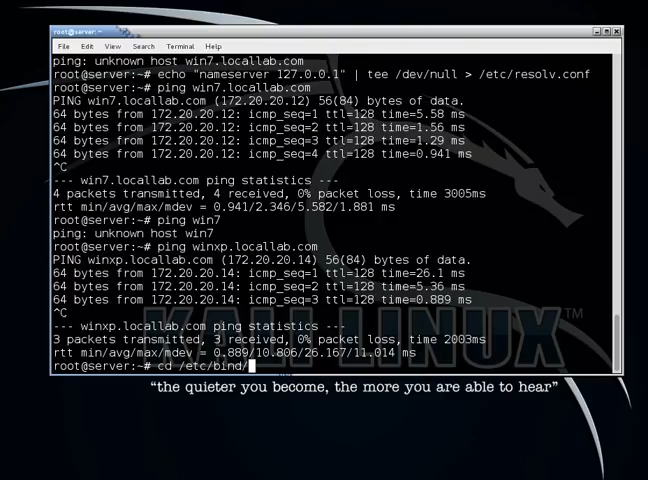 root@server: ~
File Edit View Search Terminal Help
ping: unknown host win7.locallab.com
root@server:~# echo "nameserver 127.0.0.1" | tee /dev/null > /etc/resolv.conf
root@server:~# ping win7.locallab.com
PING win7.locallab.com (172.20.20.12) 56(84) bytes of data.
64 bytes from 172.20.20.12: icmp_seq=1 ttl=128 time=5.58 ms
64 bytes from 172.20.20.12: icmp_seq=2 ttl=128 time=1.56 ms
64 bytes from 172.20.20.12: icmp_seq=3 ttl=128 time=1.29 ms
64 bytes from 172.20.20.12: icmp_seq=4 ttl=128 time=0.941 ms
^C
--- win7.locallab.com ping statistics ---
4 packets transmitted, 4 received, 0% packet loss, time 3005ms
rtt min/avg/max/mdev = 0.941/2.346/5.582/1.881 ms
root@server:~# ping win7
ping: unknown host win7
root@server:~# ping winxp.locallab.com
PING winxp.locallab.com (172.20.20.14) 56(84) bytes of data.
64 bytes from 172.20.20.14: icmp_seq=1 ttl=128 time=26.1 ms
64 bytes from 172.20.20.14: icmp_seq=2 ttl=128 time=5.36 ms
64 bytes from 172.20.20.14: icmp_seq=3 ttl=128 time=0.889 ms
^C
--- winxp.locallab.com ping statistics ---
3 packets transmitted, 3 received, 0% packet loss, time 2003ms
rtt min/avg/max/mdev = 0.889/10.806/26.167/11.014 ms
root@server:~# cd /etc/bind/
KALI LINUX™
“the quieter you become, the more you are able to hear”